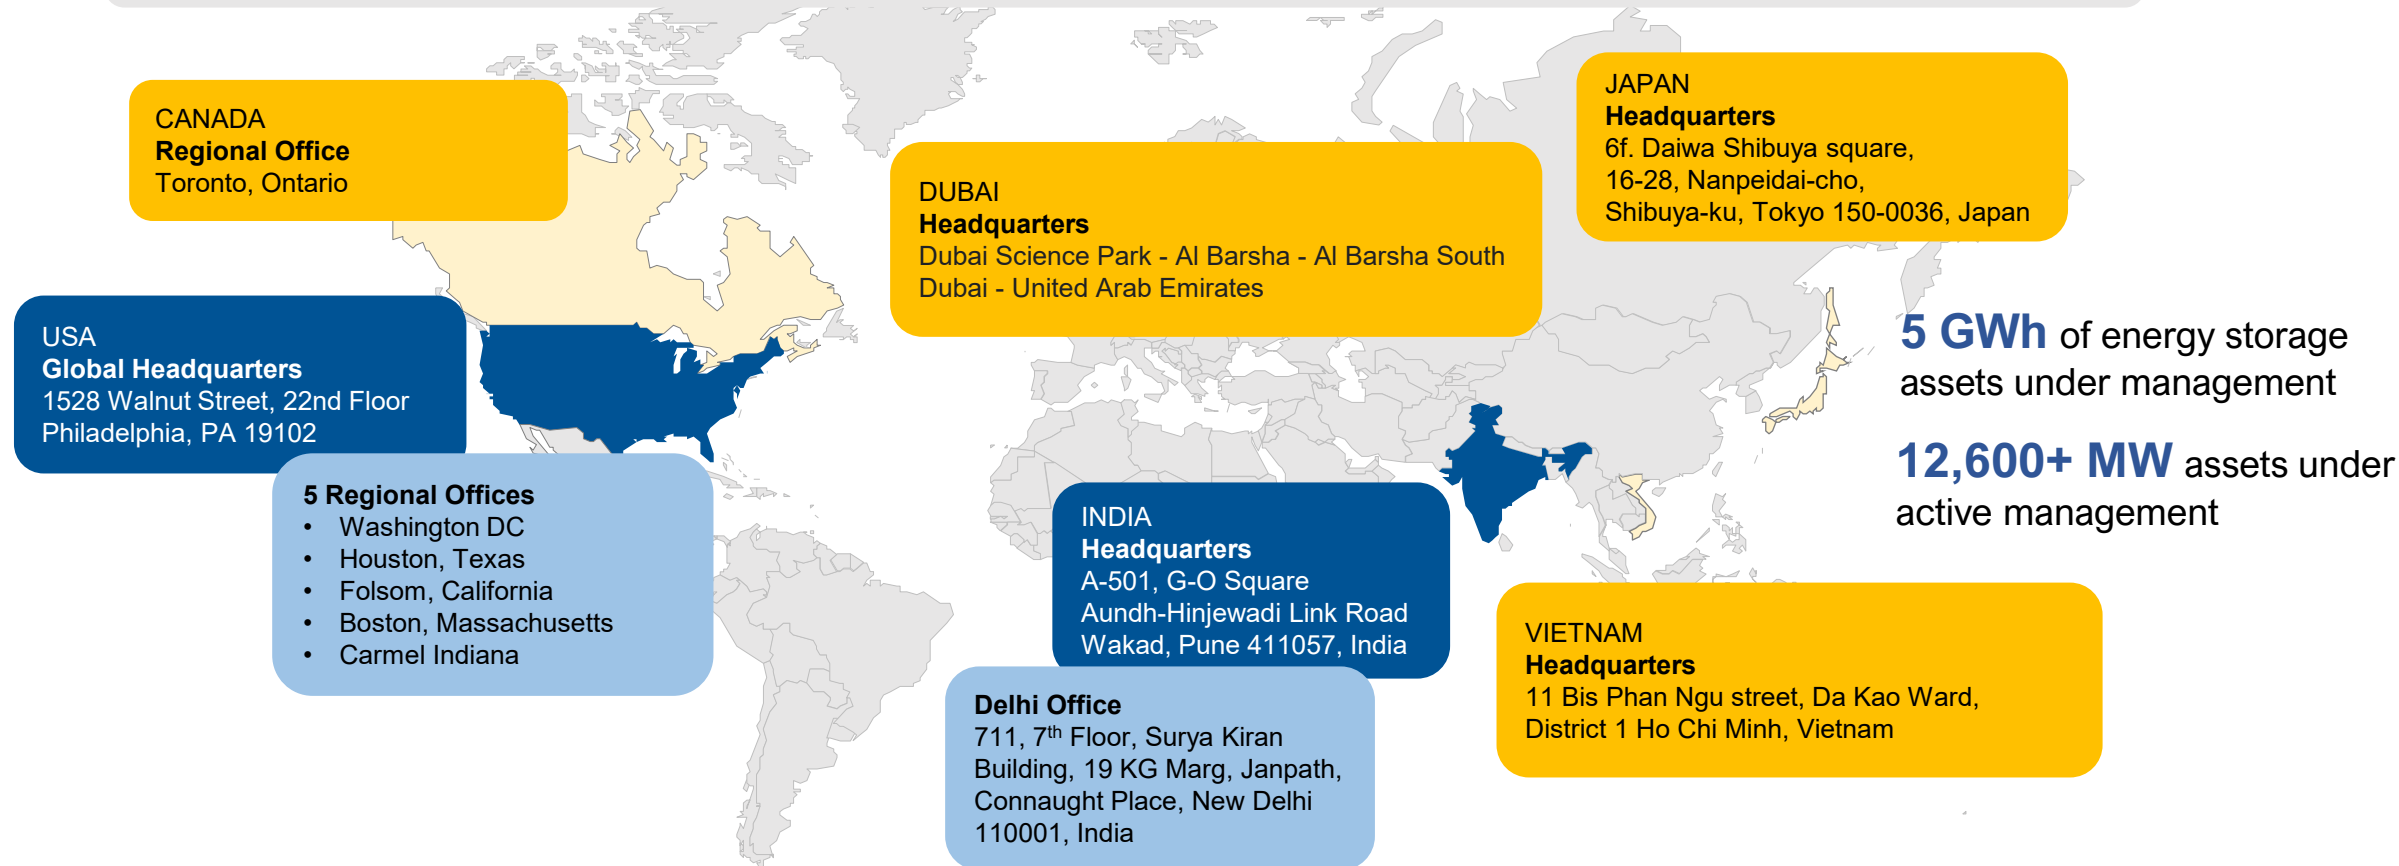 CANADA
Regional Office
Toronto, Ontario
USA
Global Headquarters
1528 Walnut Street, 22nd Floor
Philadelphia, PA 19102
5 Regional Offices
• Washington DC
• Houston, Texas
• Folsom, California
• Boston, Massachusetts
• Carmel Indiana
DUBAI
Headquarters
Dubai Science Park - Al Barsha - Al Barsha South
Dubai - United Arab Emirates
INDIA
Headquarters
A-501, G-O Square
Aundh-Hinjewadi Link Road
Wakad, Pune 411057, India
Delhi Office
711, 7th Floor, Surya Kiran
Building, 19 KG Marg, Janpath,
Connaught Place, New Delhi
110001, India
JAPAN
Headquarters
6f. Daiwa Shibuya square,
16-28, Nanpeidai-cho,
Shibuya-ku, Tokyo 150-0036, Japan
5 GWh of energy storage
assets under management
12,600+ MW assets under
active management
VIETNAM
Headquarters
11 Bis Phan Ngu street, Da Kao Ward,
District 1 Ho Chi Minh, Vietnam